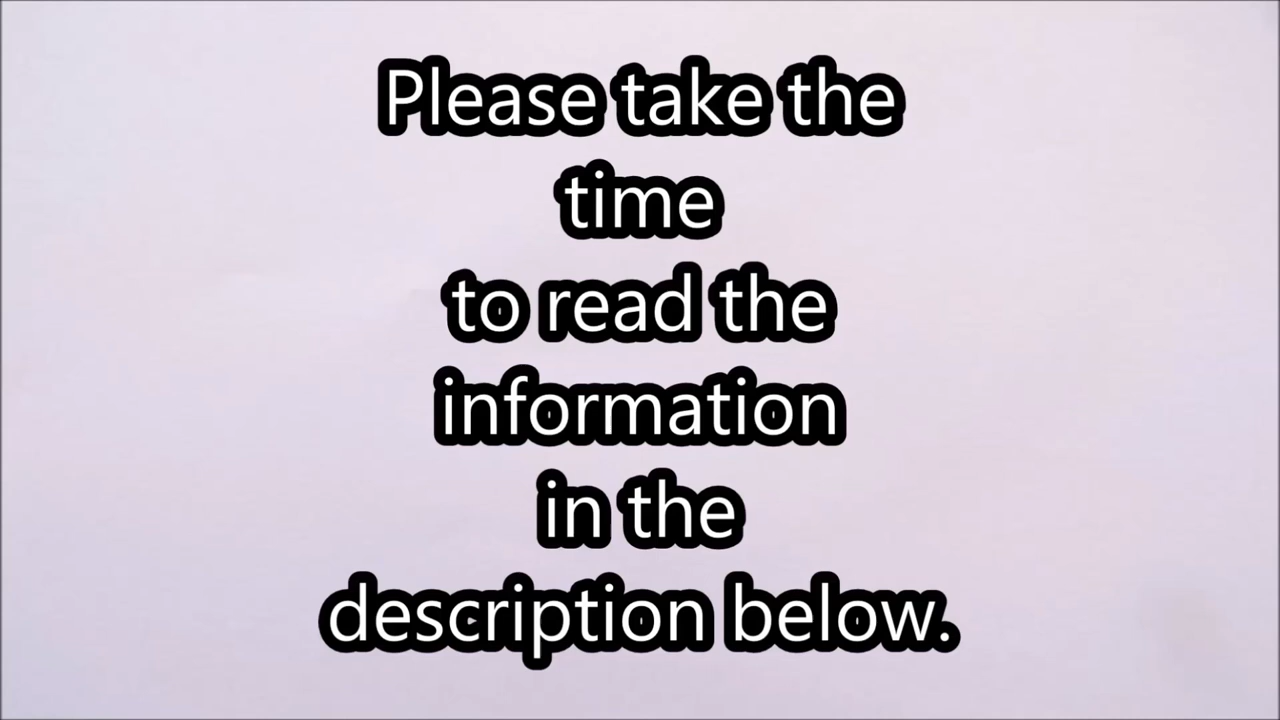 Please take the
time
to read the
information
in the
description below.